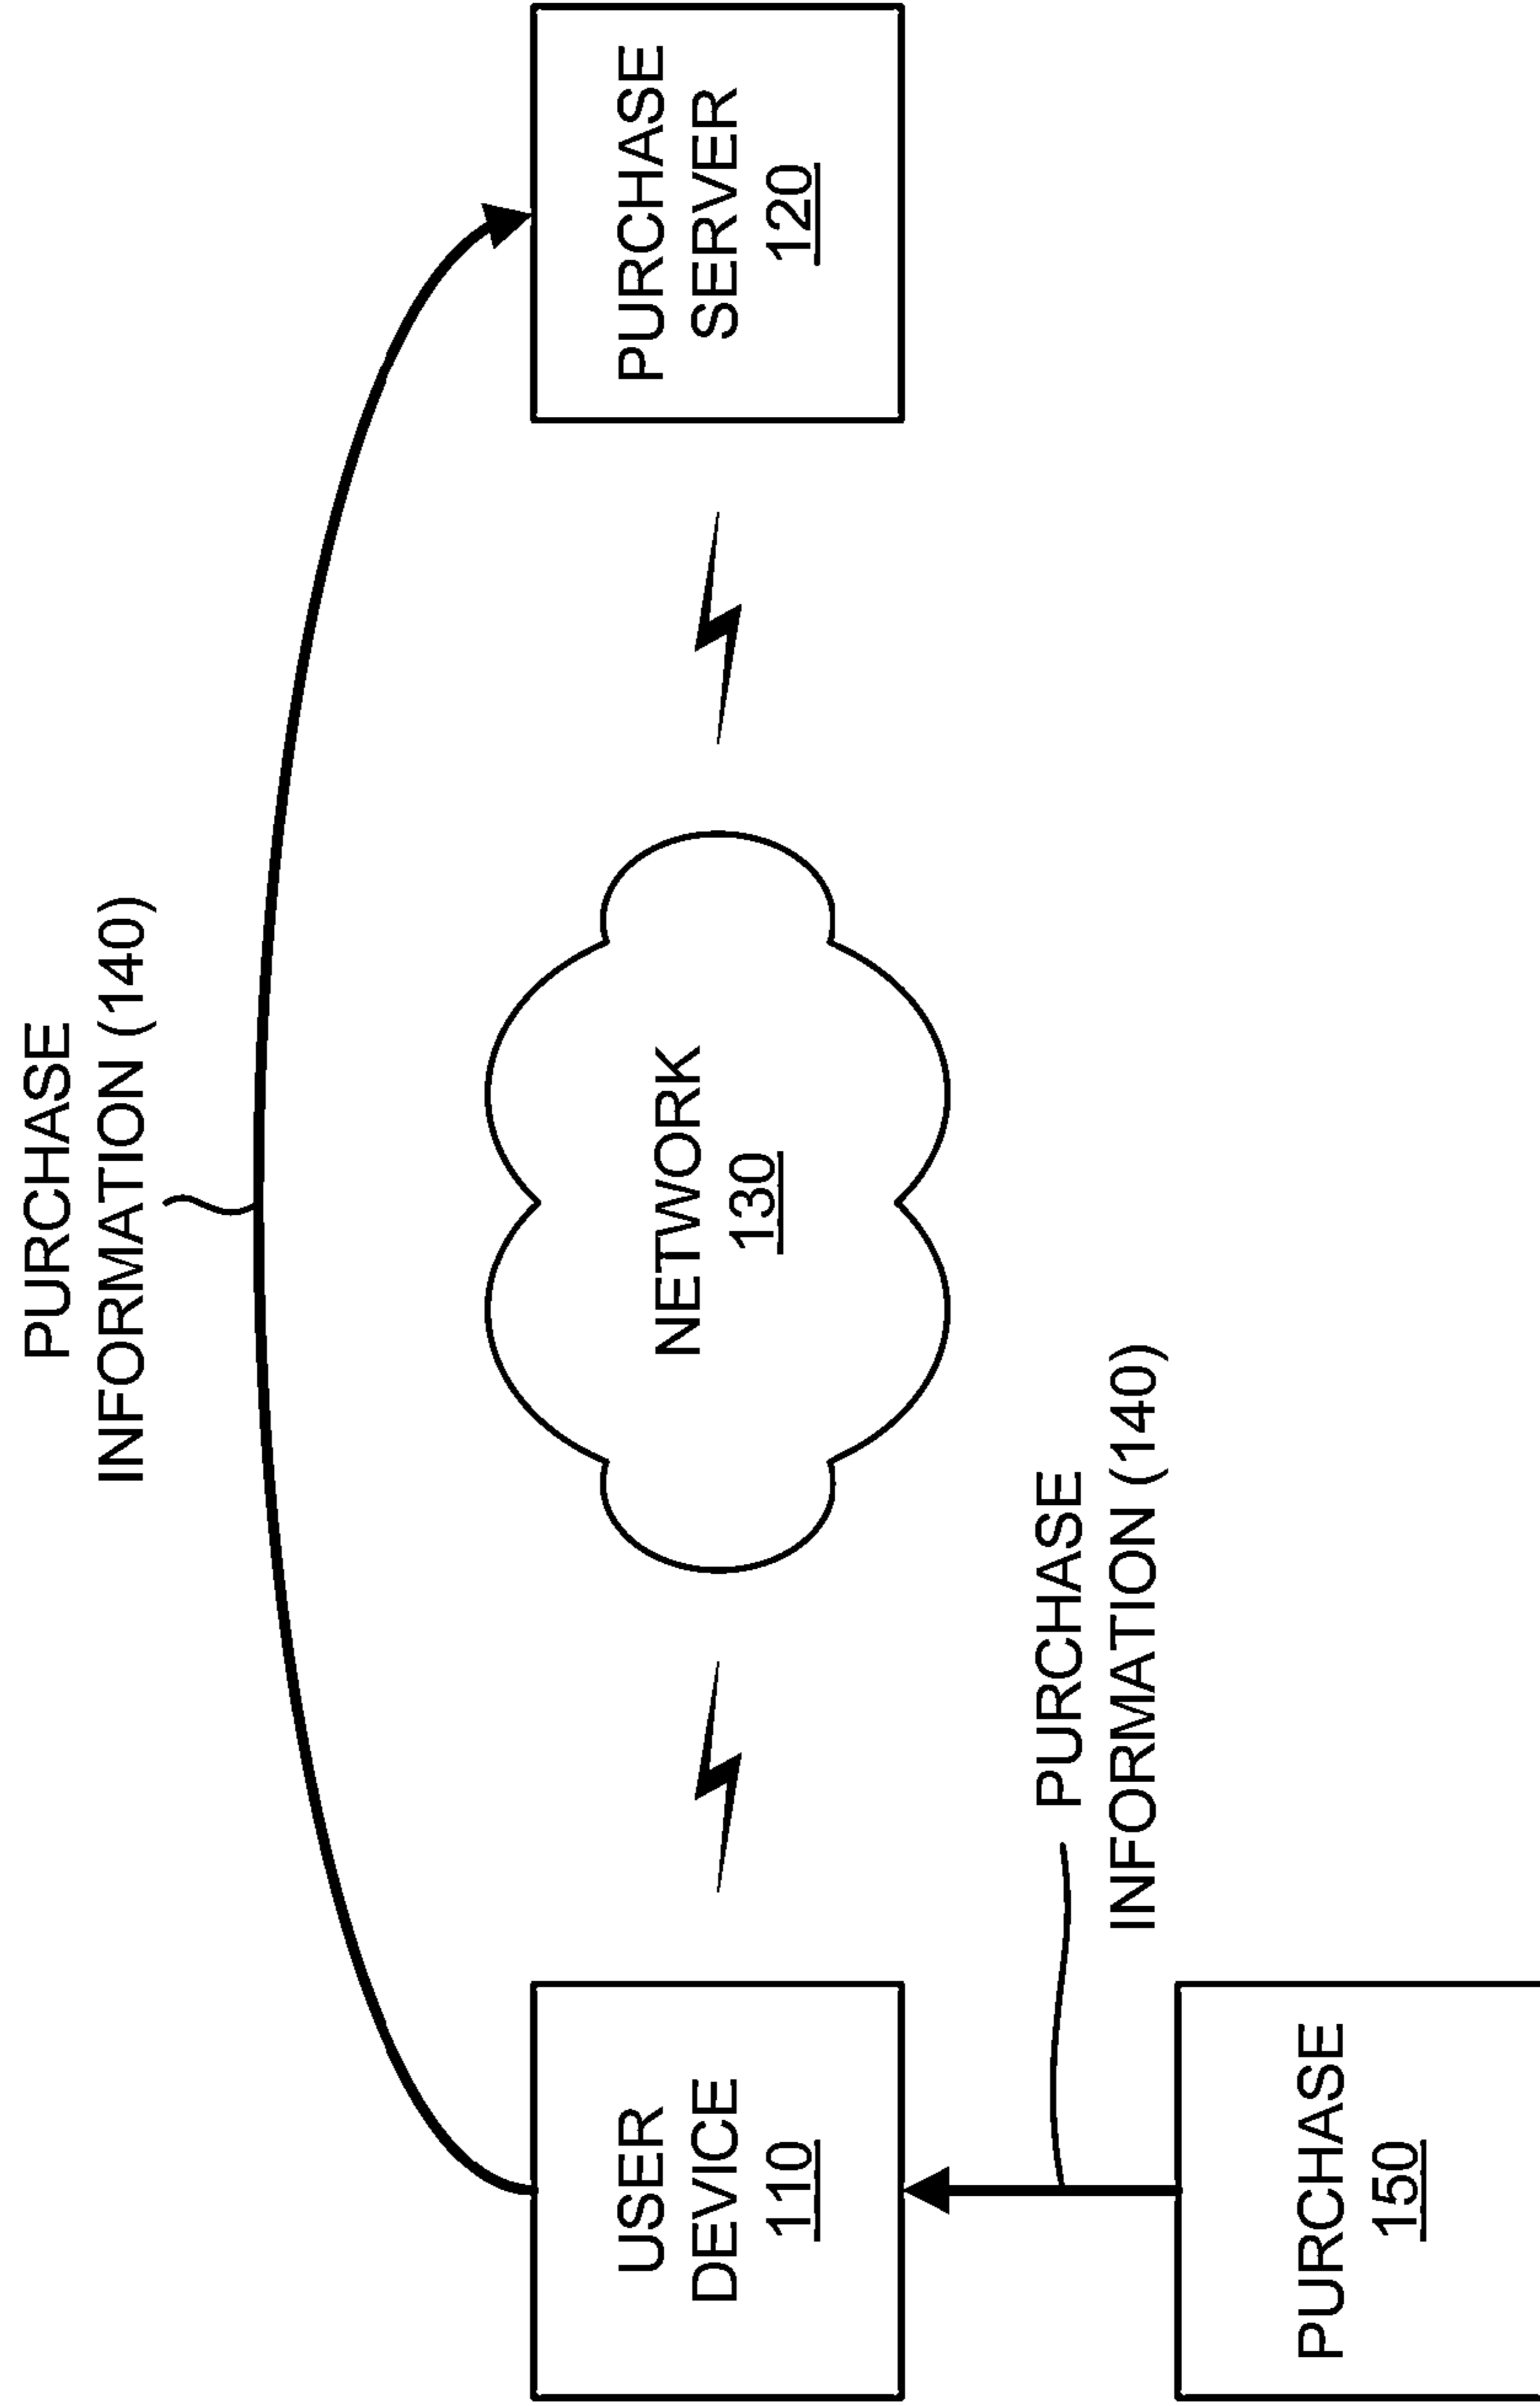 PURCHASE
INFORMATION (140)
USER
DEVICE
110
NETWORK
130
PURCHASE
SERVER
120
PURCHASE
INFORMATION (140)
PURCHASE
150